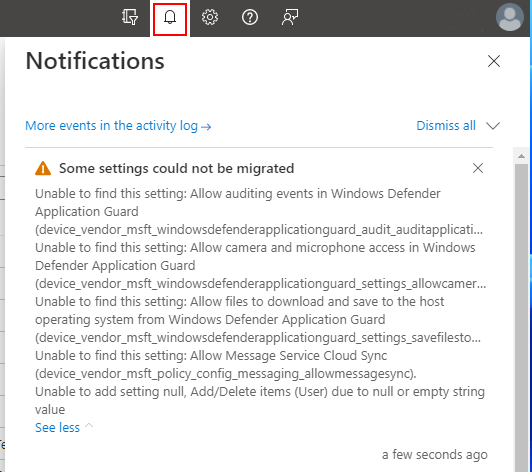 Notifications
More events in the activity log →
Dismiss all
Some settings could not be migrated
Unable to find this setting: Allow auditing events in Windows Defender
Application Guard
(device_vendor_msft_windowsdefenderapplicationguard_audit_auditapplicati...
Unable to find this setting: Allow camera and microphone access in Windows
Defender Application Guard
(device_vendor_msft_windowsdefenderapplicationguard_settings_allowcamer...
Unable to find this setting: Allow files to download and save to the host
operating system from Windows Defender Application Guard
(device_vendor_msft_windowsdefenderapplicationguard_settings_savefilesto...
Unable to find this setting: Allow Message Service Cloud Sync
(device_vendor_msft_policy_config_messaging_allowmessagesync).
Unable to add setting null, Add/Delete items (User) due to null or empty string
value
See less
a few seconds ago